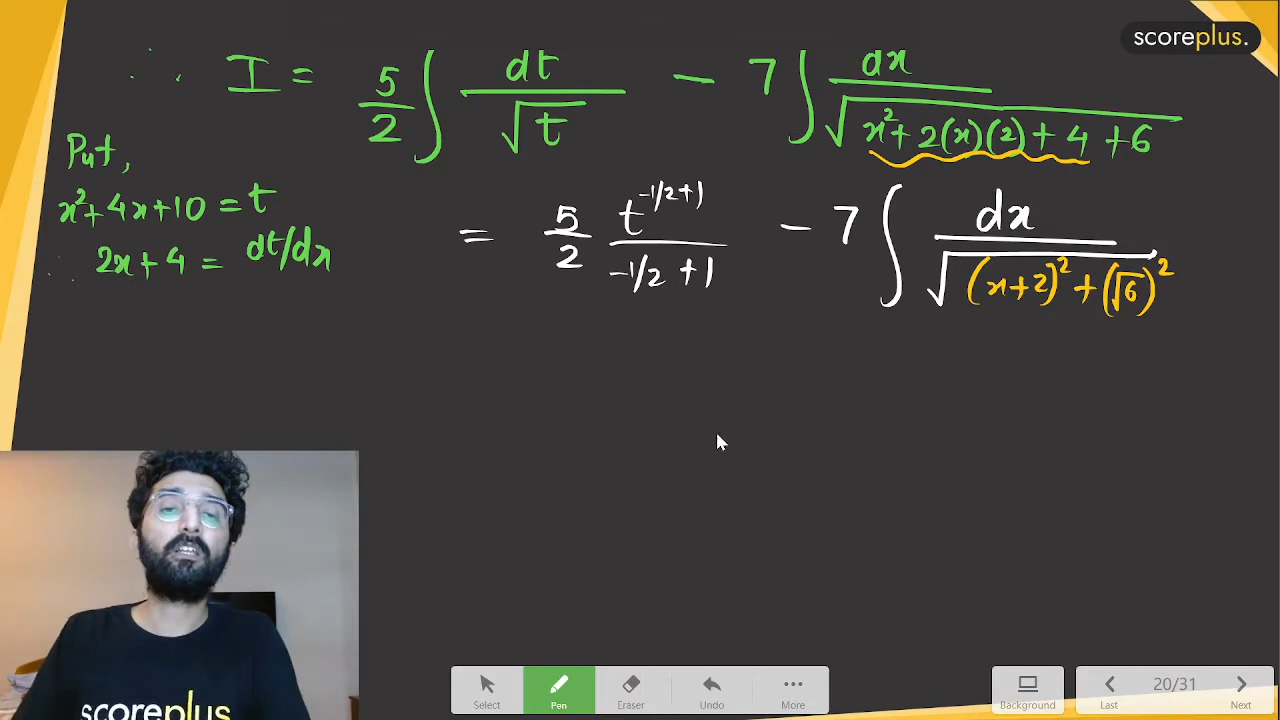 scoreplus.
∴ I = 5/2 ∫ dt/√t - 7 ∫ dx/√(x²+2(x)(2)+4+6)
Put,
x²+4x+10 = t
∴ 2x+4 = dt/dx
= 5/2 t^(-1/2+1)/(-1/2+1) - 7 ∫ dx/√((x+2)²+(√6)²)
scoreplus
Select Pen Eraser Undo More Background Last 20/31 Next